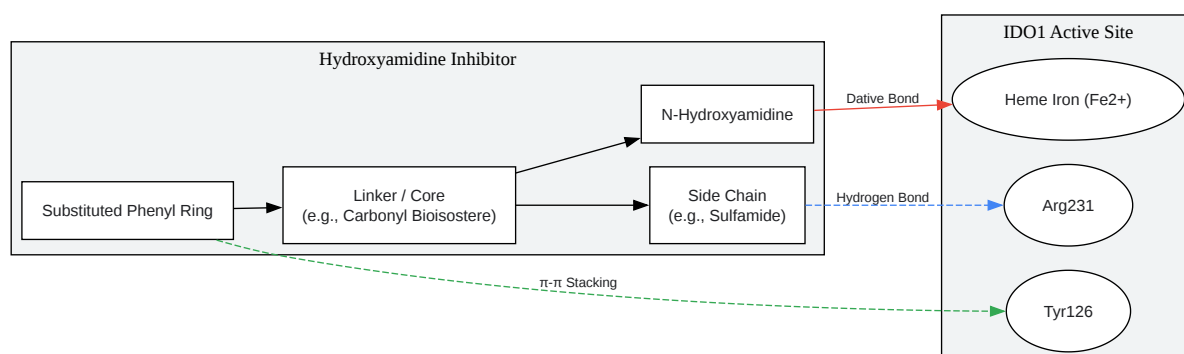 IDO1 Active Site
Hydroxyamidine Inhibitor
Dative Bond
Heme Iron (Fe2+)
N-Hydroxyamidine
Substituted Phenyl Ring
Linker / Core
(e.g., Carbonyl Bioisostere)
Side Chain
(e.g., Sulfamide)
Hydrogen Bond
Arg231
π-π Stacking
Tyr126